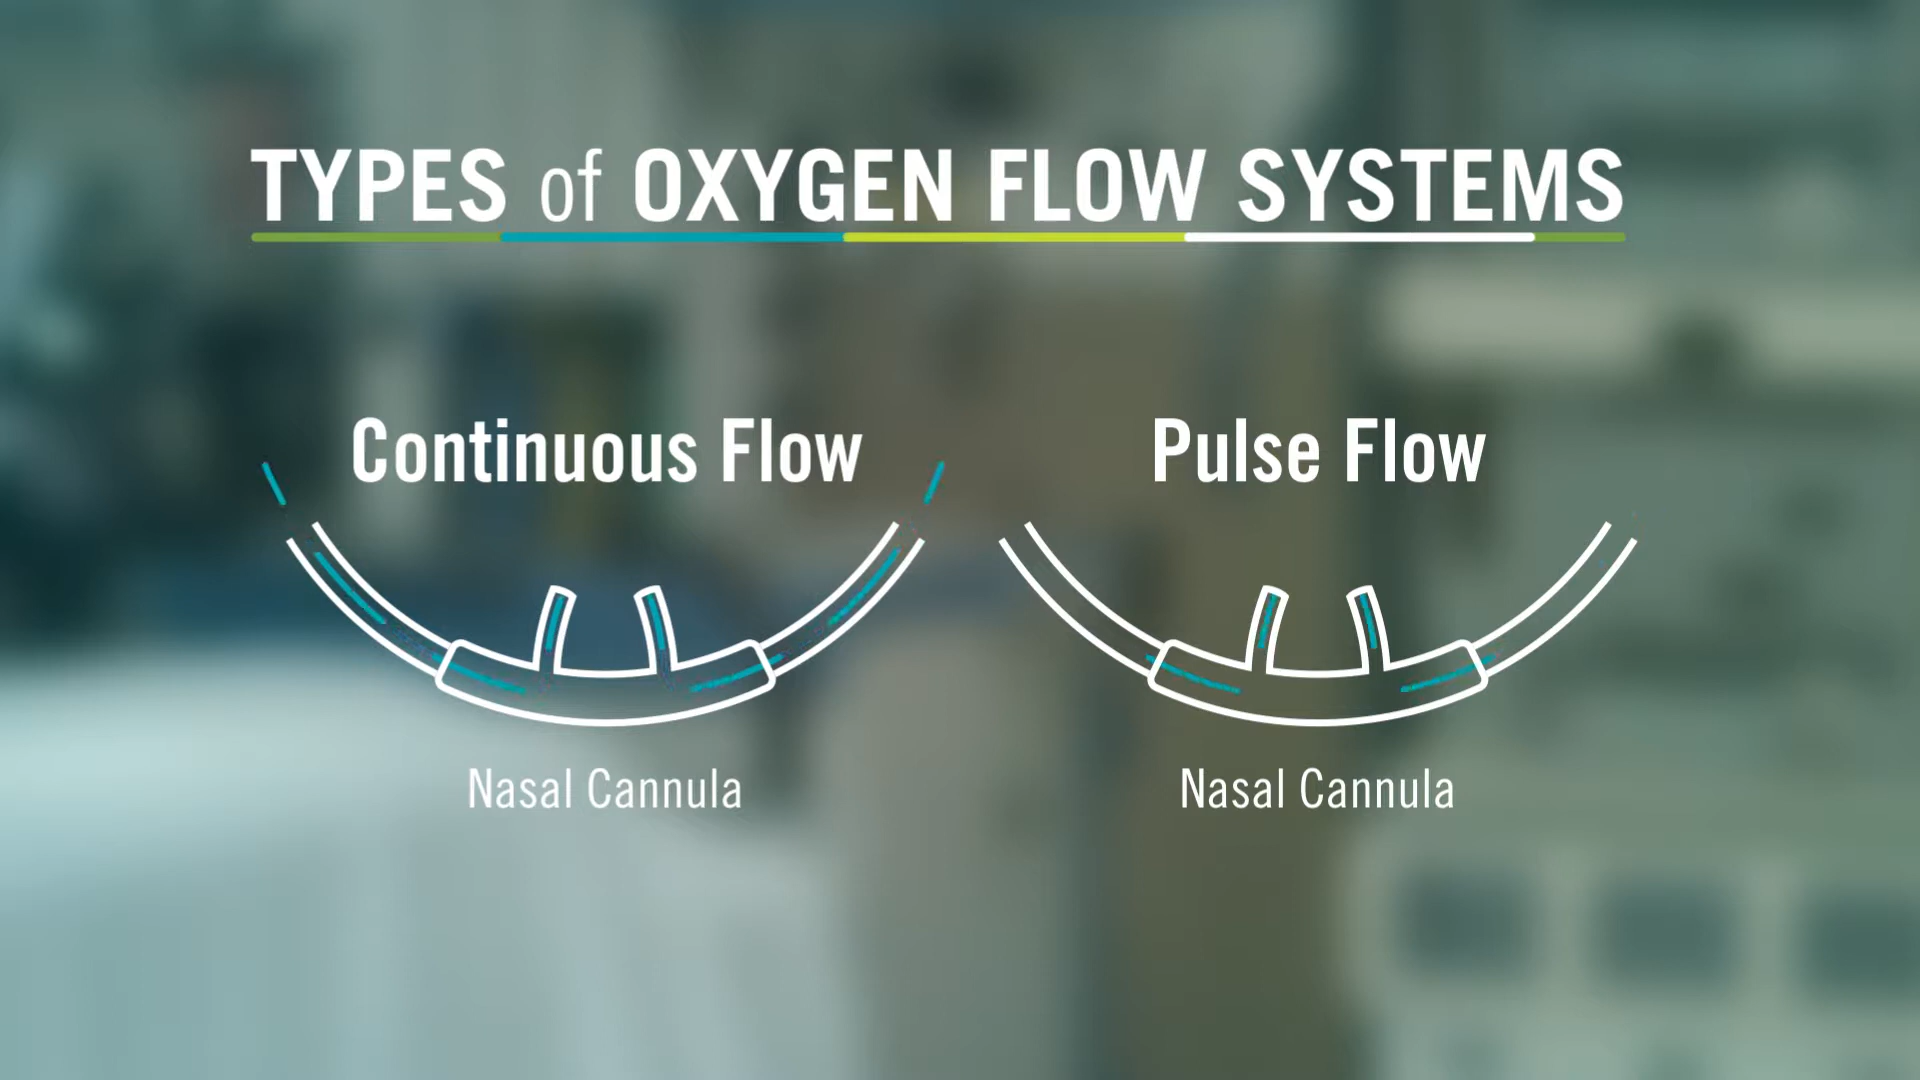 TYPES of OXYGEN FLOW SYSTEMS
Continuous Flow
Pulse Flow
Nasal Cannula
Nasal Cannula